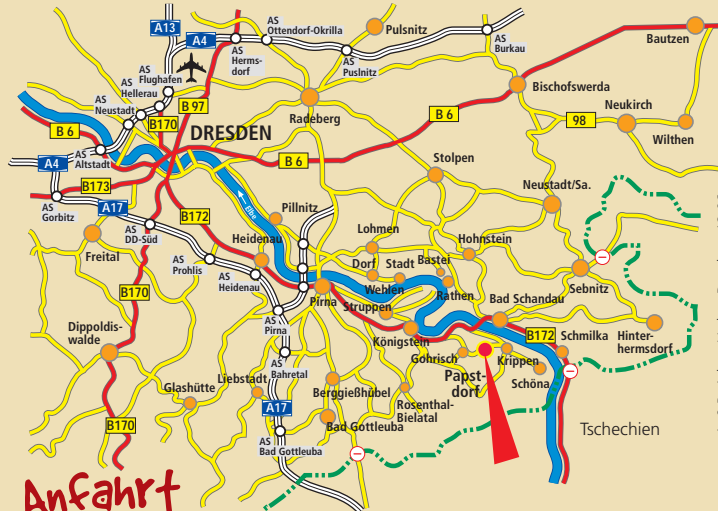 A13
A4
AS
Ottendorf-Okrilla
Pulsnitz
Bautzen
AS
Herms-
dorf
AS
Pulsnitz
AS
Burkau
AS
Flughafen
AS
Hellerau
AS
Neustadt
B 97
B170
B 6
DRESDEN
Radeberg
Bischofswerda
B 6
98
Neukirch
Wilthen
AS
Altstadt
A4
B173
B 6
Stolpen
Neustadt/Sa.
AS
Gorbitz
A17
B172
Elbe
Pillnitz
AS
DD-Süd
Freital
Heidenau
Lohmen
Hohnstein
AS
Prohlis
AS
Heidenau
Dorf
Stadt
Wehlen
Bastei
Rathen
Sebnitz
B170
Pirna
Struppen
Bad Schandau
AS
Pirna
Königstein
B172
Schmilka
Hinter-
hermsdorf
Dippoldis-
walde
AS
Bahretal
Gohrisch
Krippen
Schöna
Papst-
dorf
Glashütte
Liebstadt
Berggießhübel
Rosenthal-
Bielatal
A17
B170
Bad Gottleuba
AS
Bad Gottleuba
Tschechien
Anfahrt